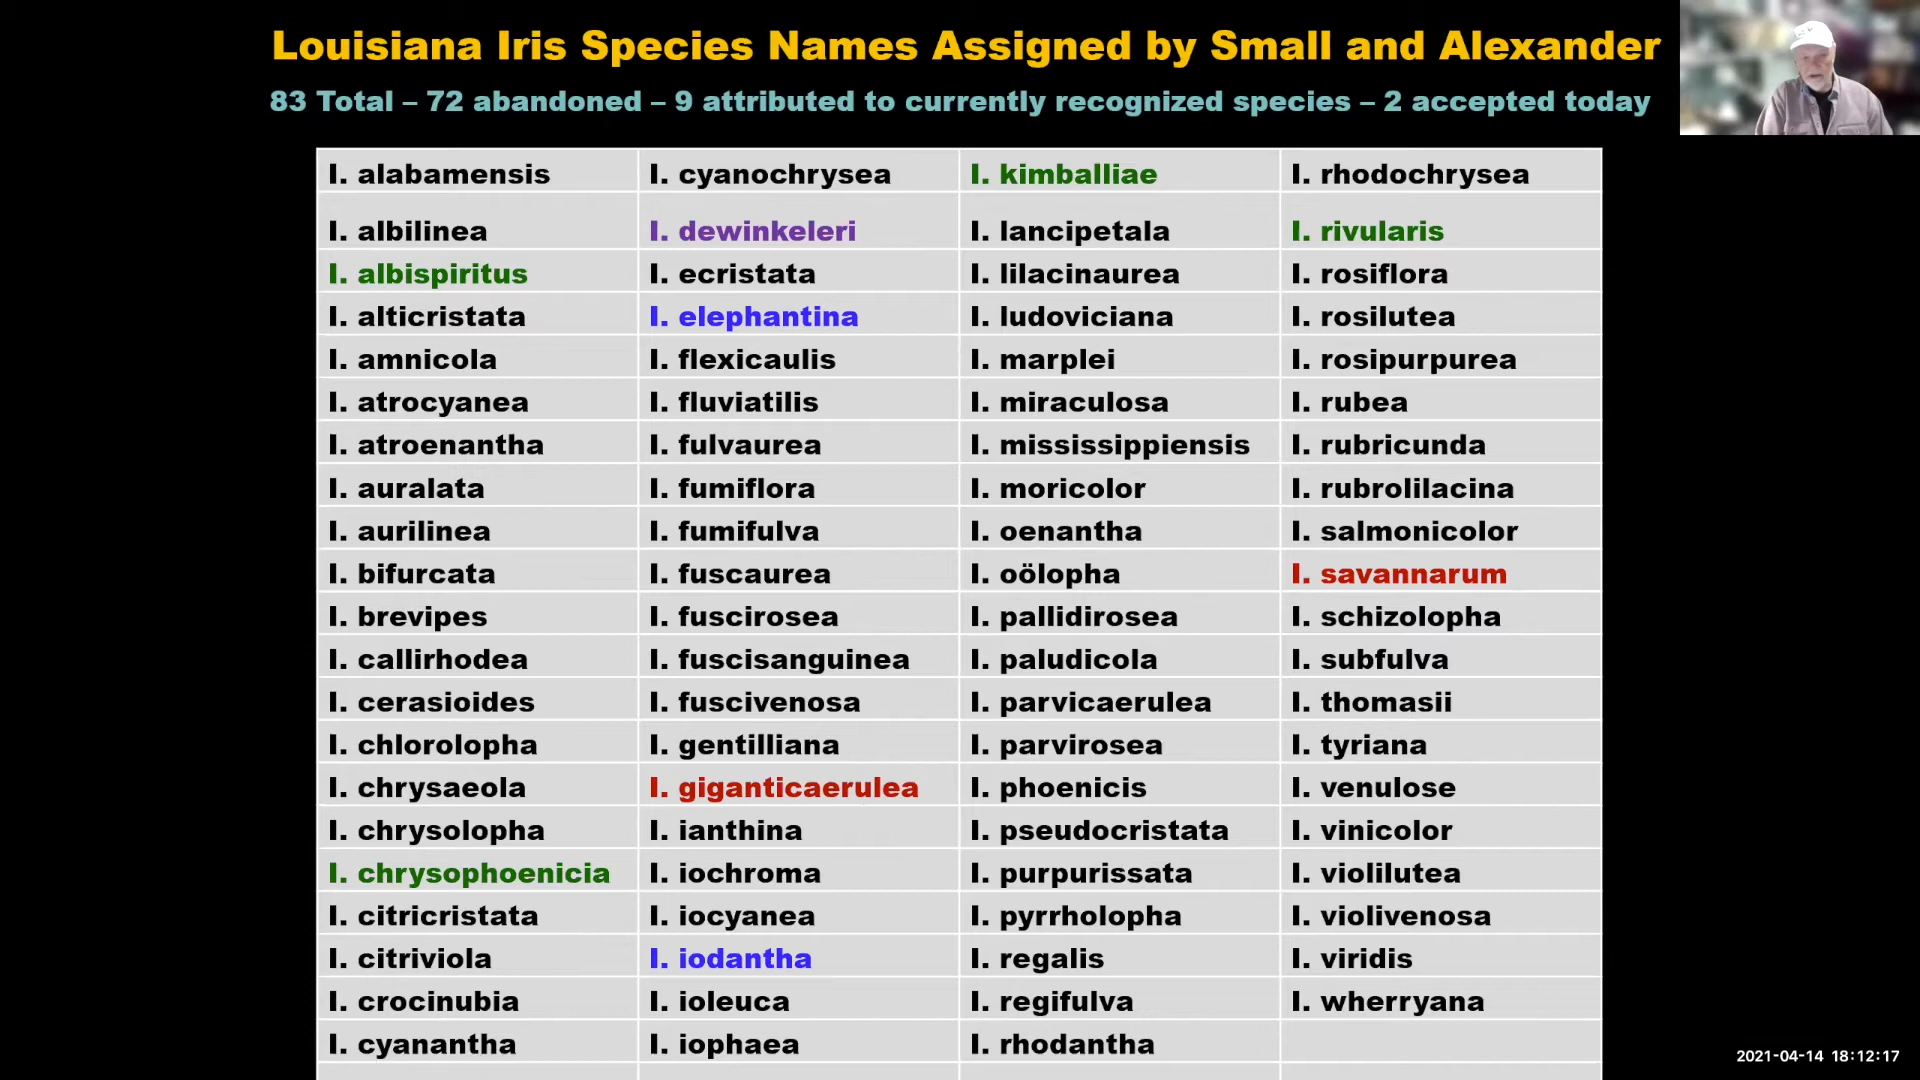 Louisiana Iris Species Names Assigned by Small and Alexander
83 Total – 72 abandoned – 9 attributed to currently recognized species – 2 accepted today
I. alabamensis I. cyanochrysea I. kimballiae I. rhodochrysea
I. albilinea I. dewinkeleri I. lancipetala I. rivularis
I. albispiritus I. ecristata I. lilacinaurea I. rosiflora
I. alticristata I. elephantina I. ludoviciana I. rosilutea
I. amnicola I. flexicaulis I. marplei I. rosipurpurea
I. atrocyanea I. fluviatilis I. miraculosa I. rubea
I. atroenantha I. fulvaurea I. mississippiensis I. rubricunda
I. auralata I. fumiflora I. moricolor I. rubrolilacina
I. aurilinea I. fumifulva I. oenantha I. salmonicolor
I. bifurcata I. fuscaurea I. oölopha I. savannarum
I. brevipes I. fuscirosea I. pallidirosea I. schizolopha
I. callirhodea I. fuscisanguinea I. paludicola I. subfulva
I. cerasioides I. fuscivenosa I. parvicaerulea I. thomasii
I. chlorolopha I. gentilliana I. parvirosea I. tyriana
I. chrysaeola I. giganticaerulea I. phoenicis I. venulose
I. chrysolopha I. ianthina I. pseudocristata I. vinicolor
I. chrysophoenicia I. iochroma I. purpurissata I. violilutea
I. citricristata I. iocyanea I. pyrrholopha I. violivenosa
I. citriviola I. iodantha I. regalis I. viridis
I. crocinubia I. ioleuca I. regifulva I. wherryana
I. cyanantha I. iophaea I. rhodantha
2021-04-14 18:12:17